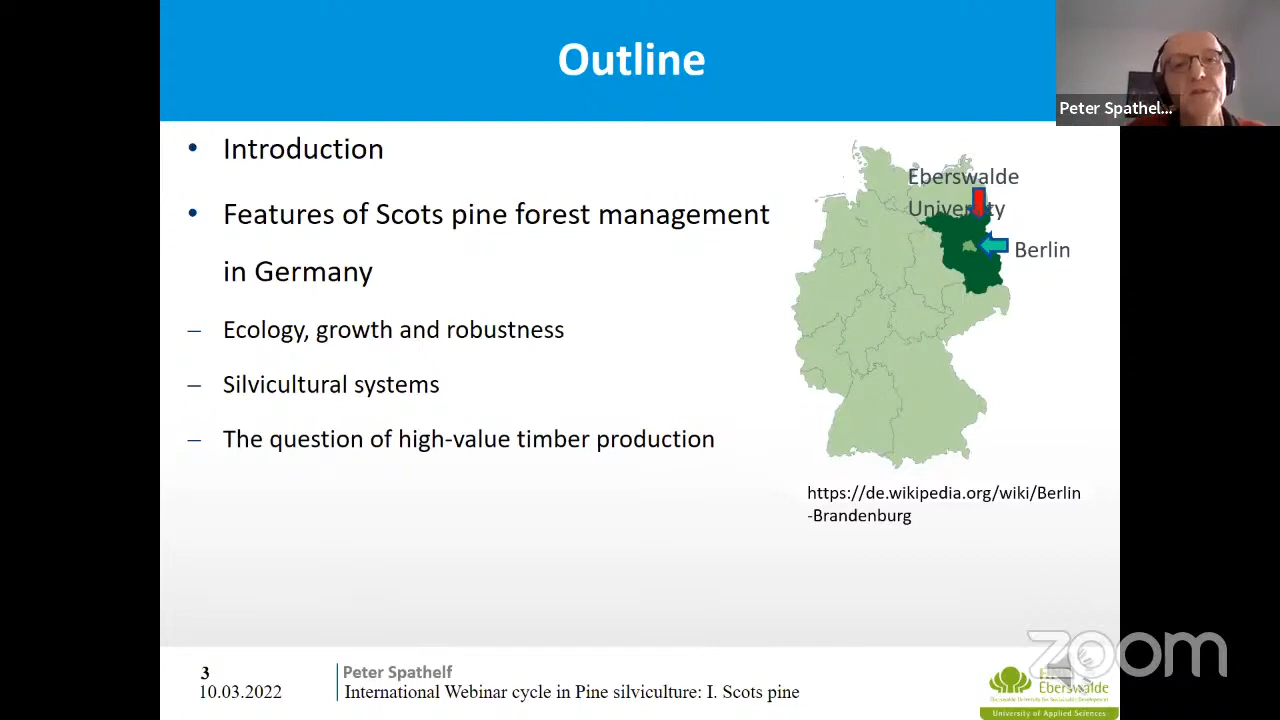 Outline
Peter Spathel...
• Introduction
• Features of Scots pine forest management
in Germany
– Ecology, growth and robustness
– Silvicultural systems
– The question of high-value timber production
Eberswalde
University
Berlin
https://de.wikipedia.org/wiki/Berlin
-Brandenburg
3
10.03.2022
Peter Spathelf
International Webinar cycle in Pine silviculture: I. Scots pine
zoom
Eberswalde
University of Applied Sciences